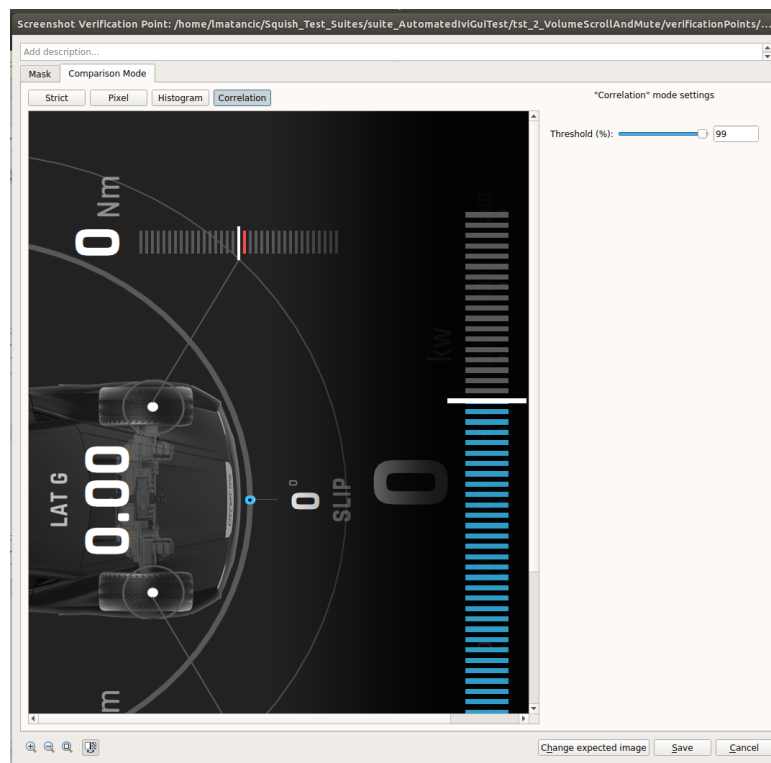 Screenshot Verification Point: /home/lmatancic/Squish_Test_Suites/suite_AutomatedIviGuiTest/tst_2_VolumeScrollAndMute/verificationPoints/...
Add description...
Mask
Comparison Mode
Strict
Pixel
Histogram
Correlation
"Correlation" mode settings
Threshold (%):
99
0 Nm
kw
LAT G
0.00
0°
SLIP
0
m
Change expected image
Save
Cancel